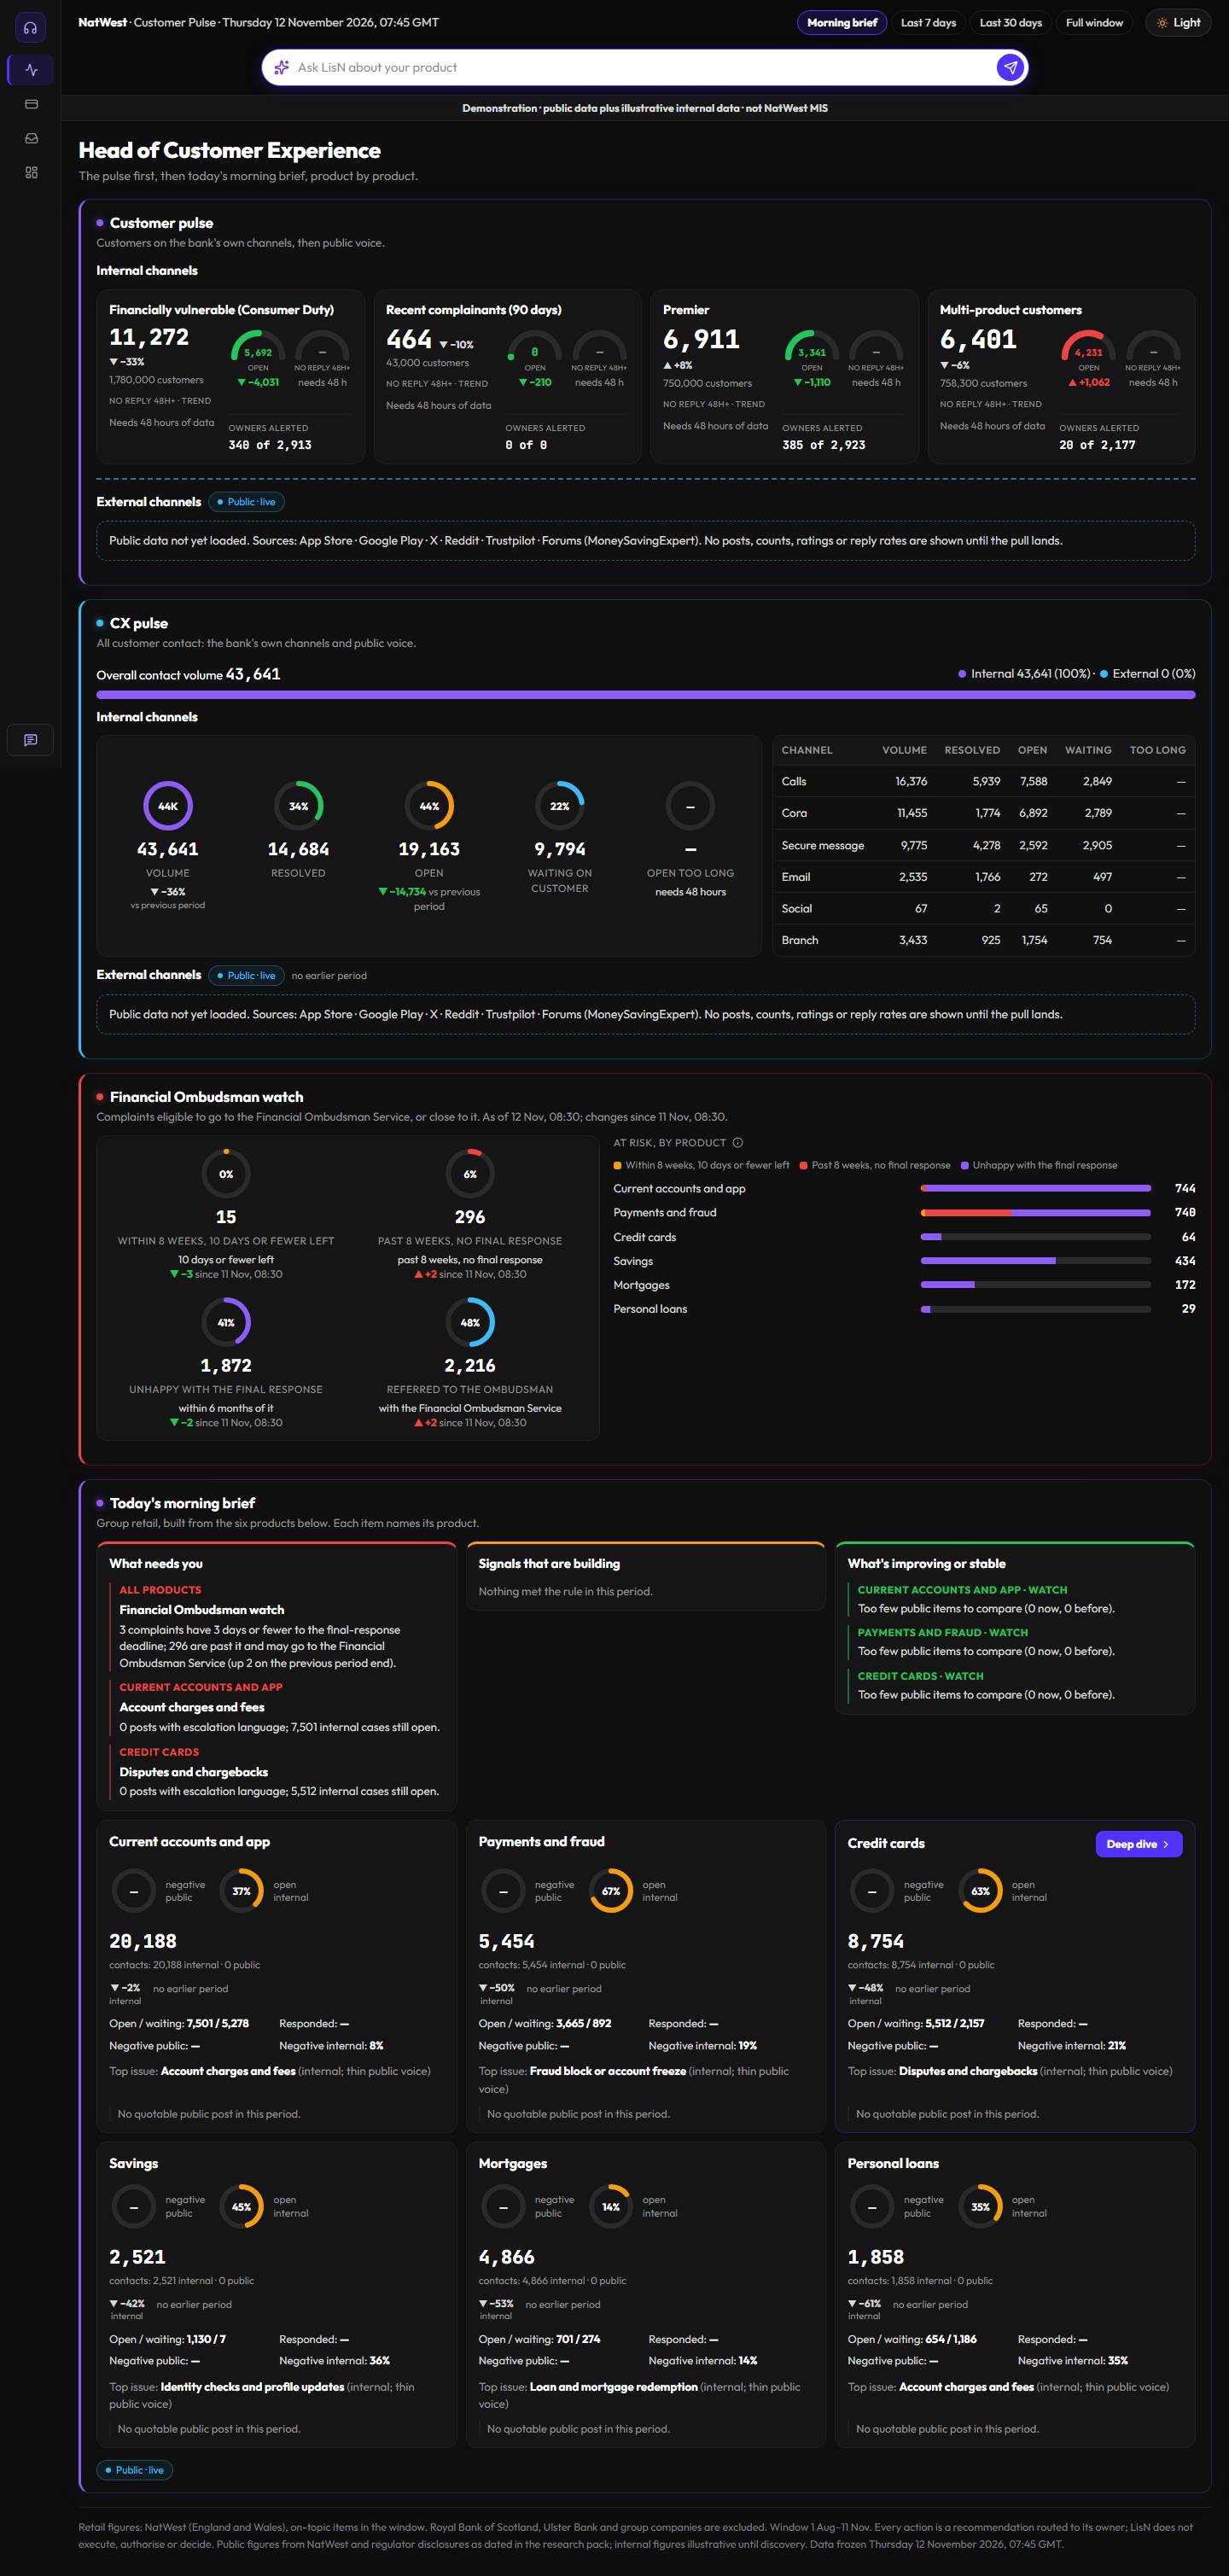 NatWest · Customer Pulse · Thursday 12 November 2026, 07:45 GMT
Morning brief
Last 7 days
Last 30 days
Full window
Light
Ask LisN about your product
Demonstration · public data plus illustrative internal data · not NatWest MIS
Head of Customer Experience
The pulse first, then today's morning brief, product by product.
Customer pulse
Customers on the bank's own channels, then public voice.
Internal channels
Financially vulnerable (Consumer Duty)
11,272
▼ −33%
1,780,000 customers
NO REPLY 48H+ · TREND
Needs 48 hours of data
5,692
OPEN
▼ −4,031
—
NO REPLY 48H+
needs 48 h
OWNERS ALERTED
340 of 2,913
Recent complainants (90 days)
464 ▼ −10%
43,000 customers
NO REPLY 48H+ · TREND
Needs 48 hours of data
0
OPEN
▼ −210
—
NO REPLY 48H+
needs 48 h
OWNERS ALERTED
0 of 0
Premier
6,911
▲ +8%
750,000 customers
NO REPLY 48H+ · TREND
Needs 48 hours of data
3,341
OPEN
▼ −1,110
—
NO REPLY 48H+
needs 48 h
OWNERS ALERTED
385 of 2,923
Multi-product customers
6,401
▼ −6%
758,300 customers
NO REPLY 48H+ · TREND
Needs 48 hours of data
4,231
OPEN
▲ +1,062
—
NO REPLY 48H+
needs 48 h
OWNERS ALERTED
20 of 2,177
External channels
Public · live
Public data not yet loaded. Sources: App Store · Google Play · X · Reddit · Trustpilot · Forums (MoneySavingExpert). No posts, counts, ratings or reply rates are shown until the pull lands.
CX pulse
All customer contact: the bank's own channels and public voice.
Overall contact volume 43,641
Internal 43,641 (100%) · External 0 (0%)
Internal channels
44K
43,641
VOLUME
▼ −36%
vs previous period
34%
14,684
RESOLVED
44%
19,163
OPEN
▼ −14,734 vs previous
period
22%
9,794
WAITING ON
CUSTOMER
—
—
OPEN TOO LONG
needs 48 hours
CHANNEL VOLUME RESOLVED OPEN WAITING TOO LONG
Calls 16,376 5,939 7,588 2,849 —
Cora 11,455 1,774 6,892 2,789 —
Secure message 9,775 4,278 2,592 2,905 —
Email 2,535 1,766 272 497 —
Social 67 2 65 0 —
Branch 3,433 925 1,754 754 —
External channels
Public · live
no earlier period
Public data not yet loaded. Sources: App Store · Google Play · X · Reddit · Trustpilot · Forums (MoneySavingExpert). No posts, counts, ratings or reply rates are shown until the pull lands.
Financial Ombudsman watch
Complaints eligible to go to the Financial Ombudsman Service, or close to it. As of 12 Nov, 08:30; changes since 11 Nov, 08:30.
0%
15
WITHIN 8 WEEKS, 10 DAYS OR FEWER LEFT
10 days or fewer left
▼ −3 since 11 Nov, 08:30
6%
296
PAST 8 WEEKS, NO FINAL RESPONSE
past 8 weeks, no final response
▲ +2 since 11 Nov, 08:30
41%
1,872
UNHAPPY WITH THE FINAL RESPONSE
within 6 months of it
▼ −2 since 11 Nov, 08:30
48%
2,216
REFERRED TO THE OMBUDSMAN
with the Financial Ombudsman Service
▲ +2 since 11 Nov, 08:30
AT RISK, BY PRODUCT
Within 8 weeks, 10 days or fewer left
Past 8 weeks, no final response
Unhappy with the final response
Current accounts and app 744
Payments and fraud 740
Credit cards 64
Savings 434
Mortgages 172
Personal loans 29
Today's morning brief
Group retail, built from the six products below. Each item names its product.
What needs you
ALL PRODUCTS
Financial Ombudsman watch
3 complaints have 3 days or fewer to the final-response
deadline; 296 are past it and may go to the Financial
Ombudsman Service (up 2 on the previous period end).
CURRENT ACCOUNTS AND APP
Account charges and fees
0 posts with escalation language; 7,501 internal cases still open.
CREDIT CARDS
Disputes and chargebacks
0 posts with escalation language; 5,512 internal cases still open.
Signals that are building
Nothing met the rule in this period.
What's improving or stable
CURRENT ACCOUNTS AND APP · WATCH
Too few public items to compare (0 now, 0 before).
PAYMENTS AND FRAUD · WATCH
Too few public items to compare (0 now, 0 before).
CREDIT CARDS · WATCH
Too few public items to compare (0 now, 0 before).
Current accounts and app
—
negative
public
37%
open
internal
20,188
contacts: 20,188 internal · 0 public
▼ −2%
internal
no earlier period
Open / waiting: 7,501 / 5,278
Responded: —
Negative public: —
Negative internal: 8%
Top issue: Account charges and fees (internal; thin public voice)
No quotable public post in this period.
Payments and fraud
—
negative
public
67%
open
internal
5,454
contacts: 5,454 internal · 0 public
▼ −50%
internal
no earlier period
Open / waiting: 3,665 / 892
Responded: —
Negative public: —
Negative internal: 19%
Top issue: Fraud block or account freeze (internal; thin public
voice)
No quotable public post in this period.
Credit cards
Deep dive
—
negative
public
63%
open
internal
8,754
contacts: 8,754 internal · 0 public
▼ −48%
internal
no earlier period
Open / waiting: 5,512 / 2,157
Responded: —
Negative public: —
Negative internal: 21%
Top issue: Disputes and chargebacks (internal; thin public voice)
No quotable public post in this period.
Savings
—
negative
public
45%
open
internal
2,521
contacts: 2,521 internal · 0 public
▼ −42%
internal
no earlier period
Open / waiting: 1,130 / 7
Responded: —
Negative public: —
Negative internal: 36%
Top issue: Identity checks and profile updates (internal; thin
public voice)
No quotable public post in this period.
Mortgages
—
negative
public
14%
open
internal
4,866
contacts: 4,866 internal · 0 public
▼ −53%
internal
no earlier period
Open / waiting: 701 / 274
Responded: —
Negative public: —
Negative internal: 14%
Top issue: Loan and mortgage redemption (internal; thin public
voice)
No quotable public post in this period.
Personal loans
—
negative
public
35%
open
internal
1,858
contacts: 1,858 internal · 0 public
▼ −61%
internal
no earlier period
Open / waiting: 654 / 1,186
Responded: —
Negative public: —
Negative internal: 35%
Top issue: Account charges and fees (internal; thin public voice)
No quotable public post in this period.
Public · live
Retail figures: NatWest (England and Wales), on-topic items in the window. Royal Bank of Scotland, Ulster Bank and group companies are excluded. Window 1 Aug–11 Nov. Every action is a recommendation routed to its owner; LisN does not
execute, authorise or decide. Public figures from NatWest and regulator disclosures as dated in the research pack; internal figures illustrative until discovery. Data frozen Thursday 12 November 2026, 07:45 GMT.